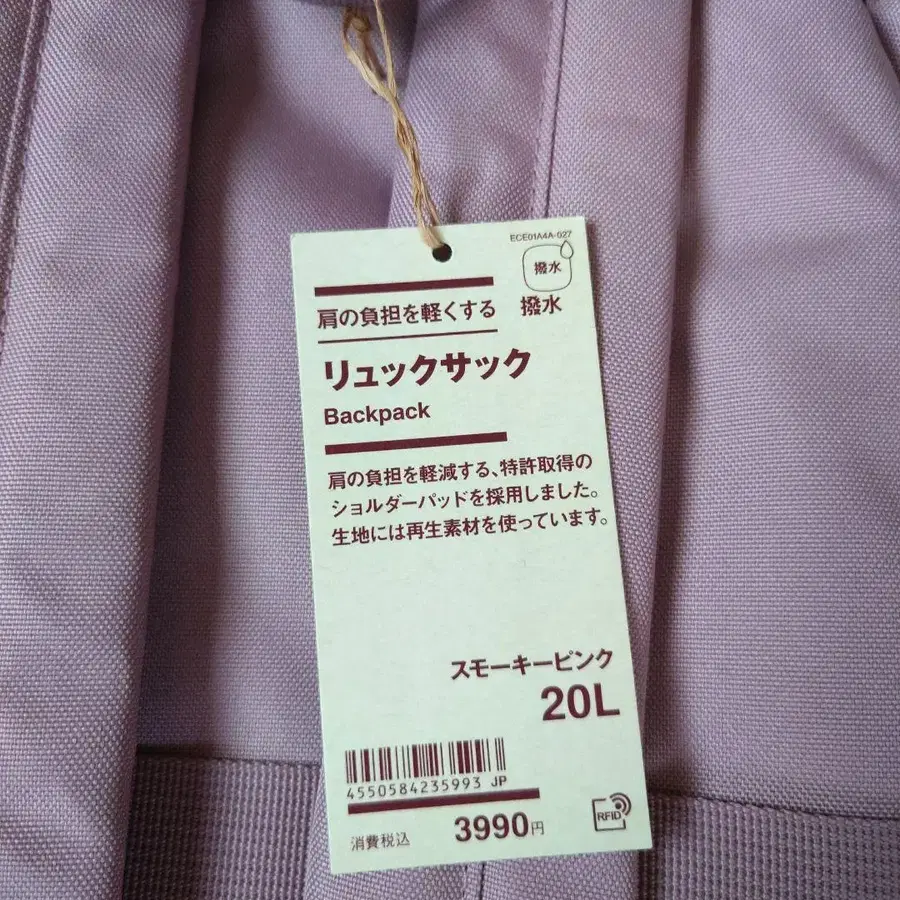 ECE01A4A-027
撥水
撥水
肩の負担を軽くする
リュックサック
Backpack
肩の負担を軽減する、特許取得の
ショルダーパッドを採用しました。
生地には再生素材を使っています。
スモーキーピンク
20L
4550584235993 JP
消費税込 3990円
RFID